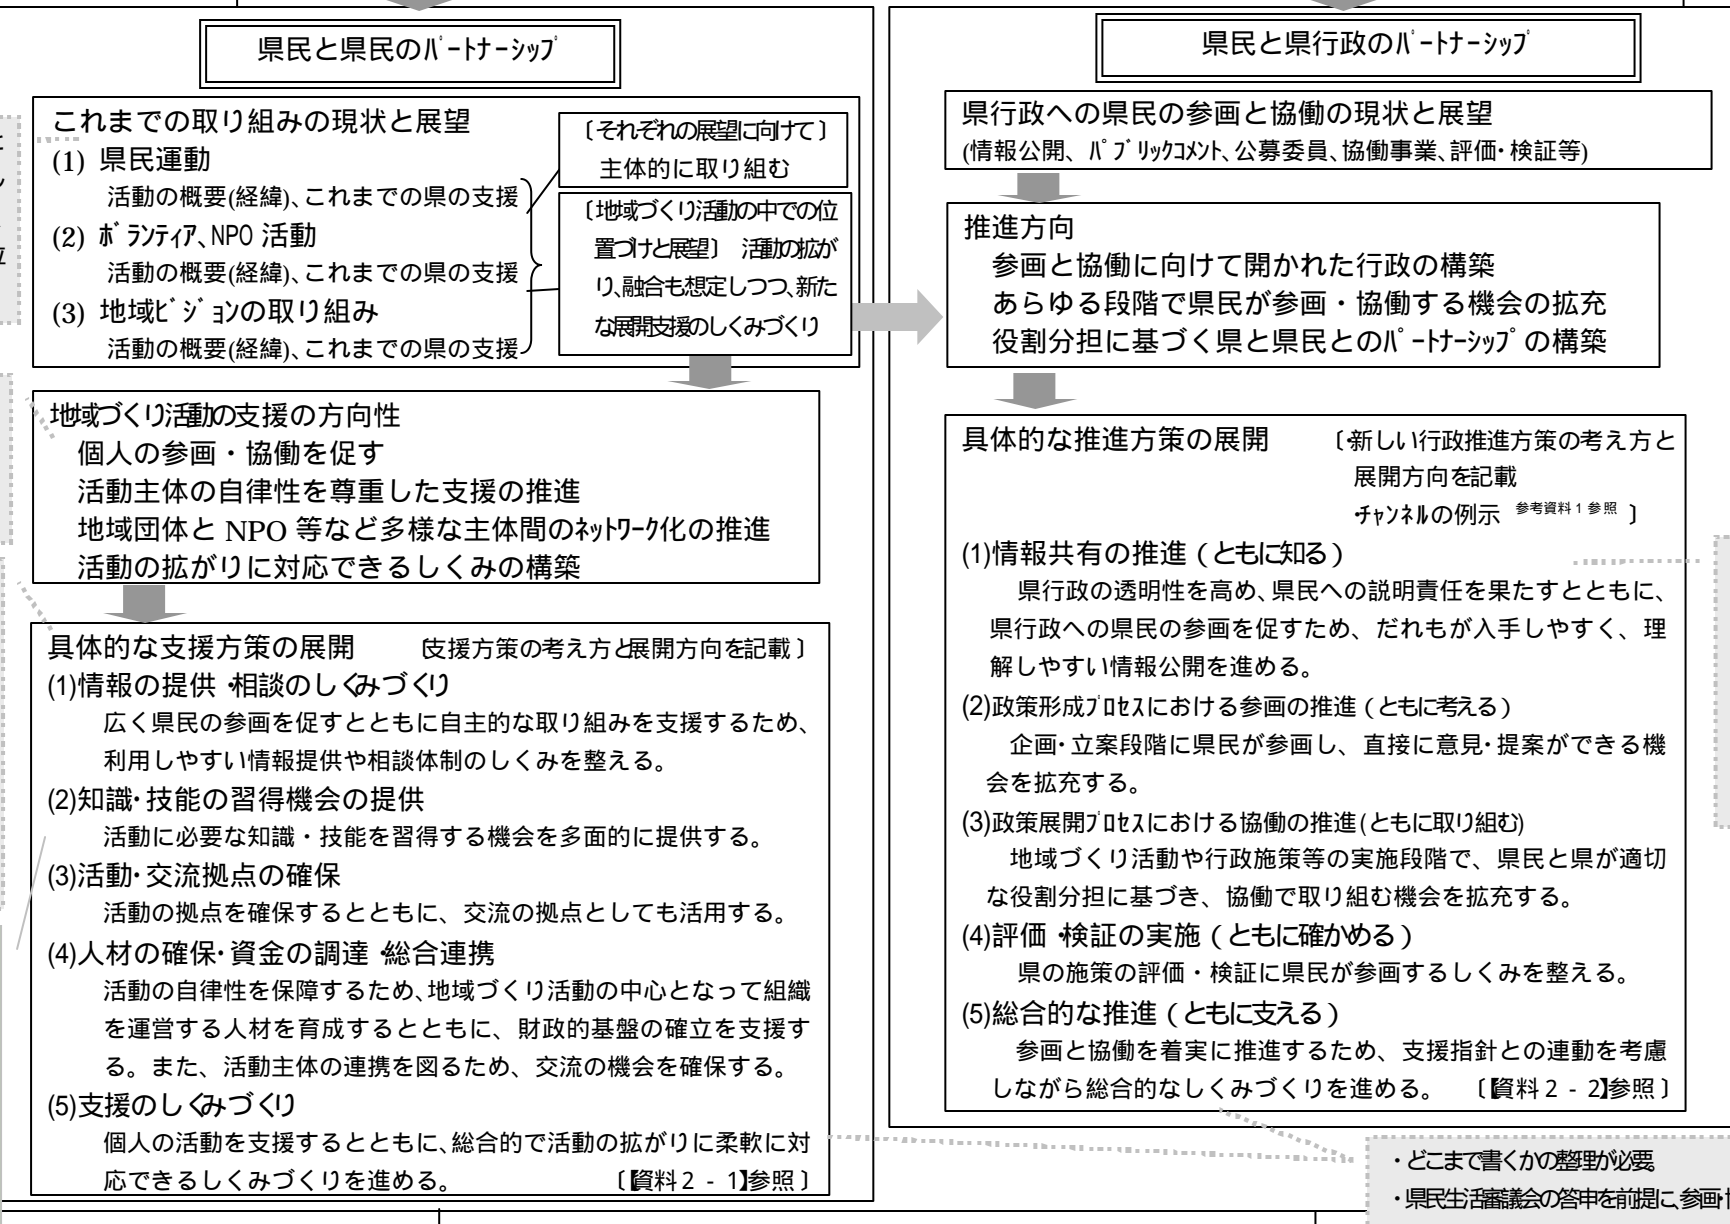 県民と県民のﾊﾟｰﾄﾅｰｼｯﾌﾟ
これまでの取り組みの現状と展望
(1) 県民運動
活動の概要(経緯)、これまでの県の支援
(2) ﾎﾞﾗﾝﾃｨｱ、NPO 活動
活動の概要(経緯)、これまでの県の支援
(3) 地域ﾋﾞｼﾞｮﾝの取り組み
活動の概要(経緯)、これまでの県の支援
〔それぞれの展望に向けて〕
主体的に取り組む
〔地域づくり活動の中での位
置づけと展望〕 活動の拡が
り、融合も想定しつつ、新た
な展開支援のしくみづくり
地域づくり活動の支援の方向性
個人の参画・協働を促す
活動主体の自律性を尊重した支援の推進
地域団体と NPO 等など多様な主体間のﾈｯﾄﾜｰｸ化の推進
活動の拡がりに対応できるしくみの構築
具体的な支援方策の展開 〔支援方策の考え方と展開方向を記載〕
(1)情報の提供・相談のしくみづくり
広く県民の参画を促すとともに自主的な取り組みを支援するため、
利用しやすい情報提供や相談体制のしくみを整える。
(2)知識・技能の習得機会の提供
活動に必要な知識・技能を習得する機会を多面的に提供する。
(3)活動・交流拠点の確保
活動の拠点を確保するとともに、交流の拠点としても活用する。
(4)人材の確保・資金の調達・総合連携
活動の自律性を保障するため、地域づくり活動の中心となって組織
を運営する人材を育成するとともに、財政的基盤の確立を支援す
る。また、活動主体の連携を図るため、交流の機会を確保する。
(5)支援のしくみづくり
個人の活動を支援するとともに、総合的で活動の拡がりに柔軟に対
応できるしくみづくりを進める。 〔【資料２‐１】参照〕
県民と県行政のﾊﾟｰﾄﾅｰｼｯﾌﾟ
県行政への県民の参画と協働の現状と展望
(情報公開、ﾊﾟﾌﾞﾘｯｸｺﾒﾝﾄ、公募委員、協働事業、評価・検証等)
推進方向
参画と協働に向けて開かれた行政の構築
あらゆる段階で県民が参画・協働する機会の拡充
役割分担に基づく県と県民とのﾊﾟｰﾄﾅｰｼｯﾌﾟの構築
具体的な推進方策の展開 〔・新しい行政推進方策の考え方と
展開方向を記載
・ﾁｬﾝﾈﾙの例示 参考資料１参照 〕
(1)情報共有の推進（ともに知る）
県行政の透明性を高め、県民への説明責任を果たすとともに、
県行政への県民の参画を促すため、だれもが入手しやすく、理
解しやすい情報公開を進める。
(2)政策形成ﾌﾟﾛｾｽにおける参画の推進（ともに考える）
企画・立案段階に県民が参画し、直接に意見・提案ができる機
会を拡充する。
(3)政策展開ﾌﾟﾛｾｽにおける協働の推進(ともに取り組む)
地域づくり活動や行政施策等の実施段階で、県民と県が適切
な役割分担に基づき、協働で取り組む機会を拡充する。
(4)評価・検証の実施（ともに確かめる）
県の施策の評価・検証に県民が参画するしくみを整える。
(5)総合的な推進（ともに支える）
参画と協働を着実に推進するため、支援指針との連動を考慮
しながら総合的なしくみづくりを進める。 〔【資料２‐２】参照〕
・どこまで書くかの整理が必要。
・県民生活審議会の答申を前提に、参画・